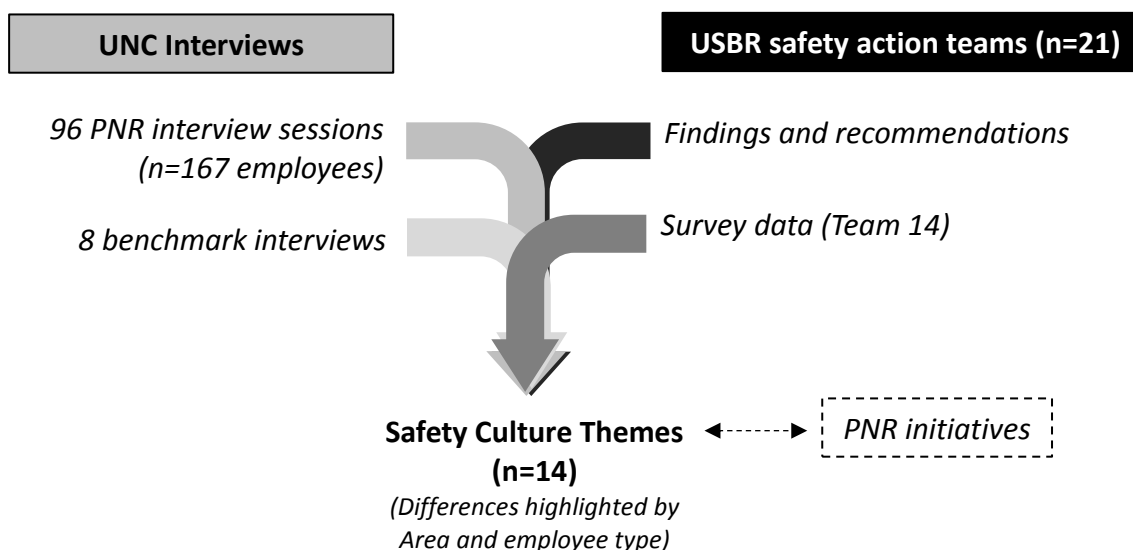 UNC Interviews
USBR safety action teams (n=21)
96 PNR interview sessions
(n=167 employees)
Findings and recommendations
8 benchmark interviews
Survey data (Team 14)
Safety Culture Themes
(n=14)
(Differences highlighted by
Area and employee type)
PNR initiatives